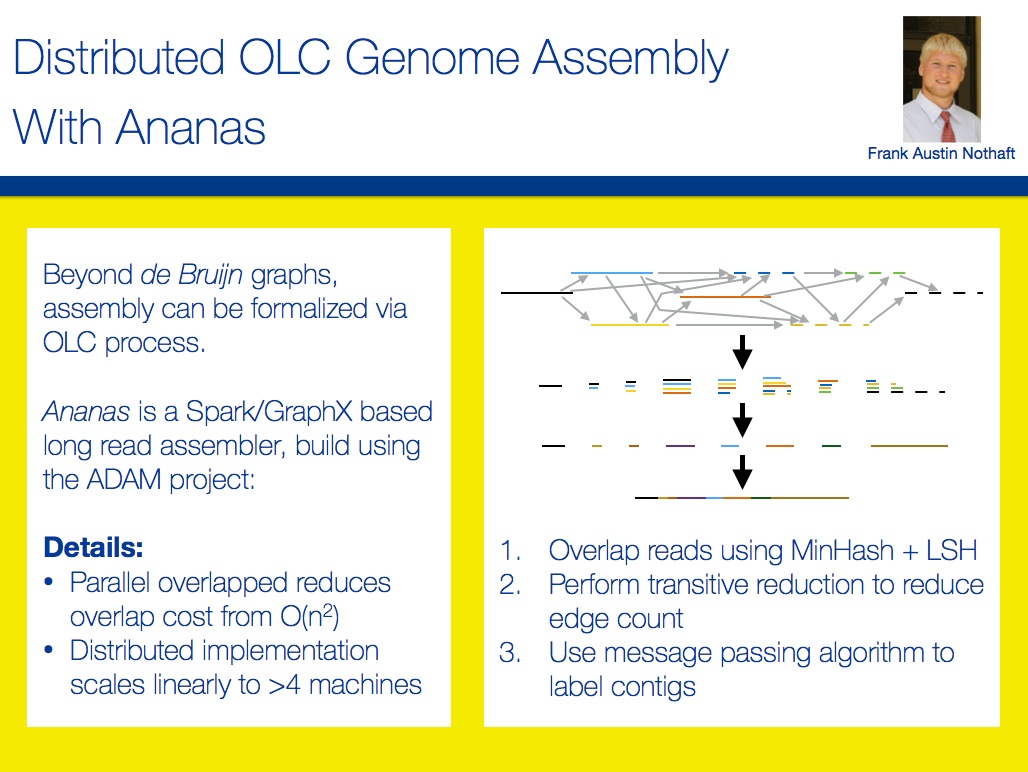 Distributed OLC Genome Assembly
With Ananas
Frank Austin Nothaft
Beyond de Bruijn graphs,
assembly can be formalized via
OLC process.
Ananas is a Spark/GraphX based
long read assembler, build using
the ADAM project:
Details:
• Parallel overlapped reduces
overlap cost from O(n²)
• Distributed implementation
scales linearly to >4 machines
1. Overlap reads using MinHash + LSH
2. Perform transitive reduction to reduce
edge count
3. Use message passing algorithm to
label contigs